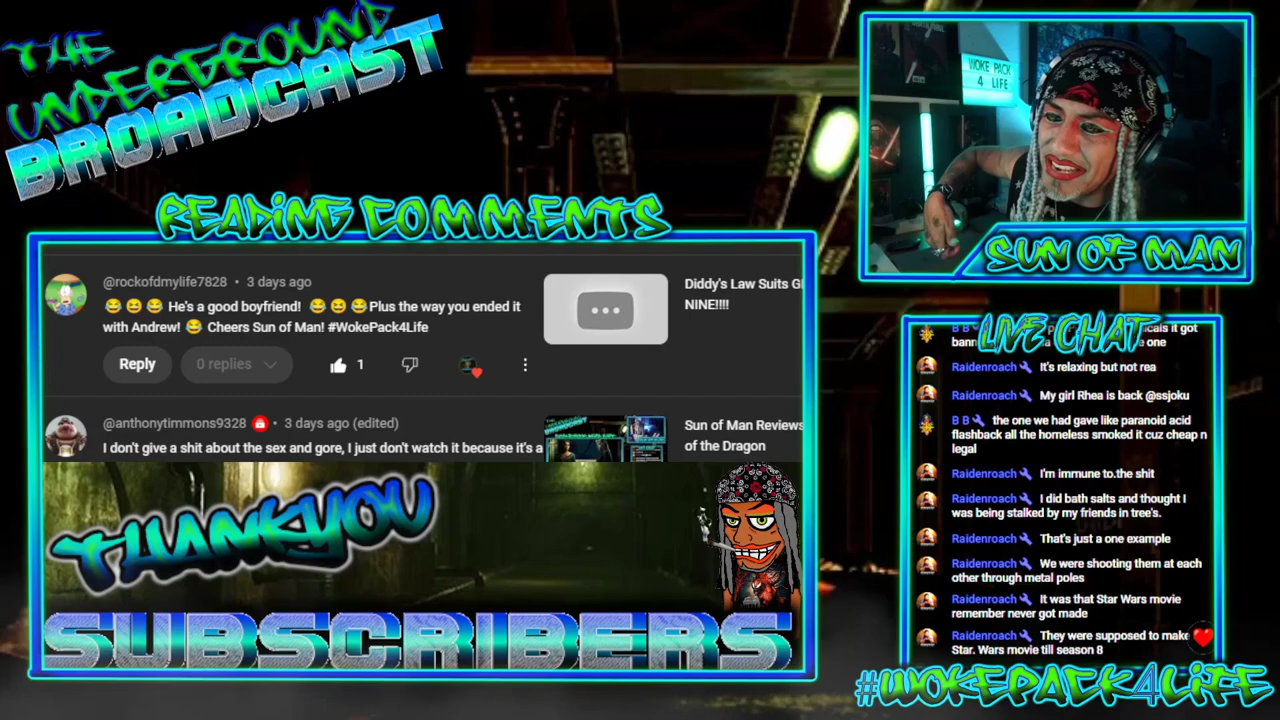 THE
UNDERGROUND
BROADCAST
READING COMMENTS
@rockofdmylife7828 • 3 days ago
😂 😆 😂 He's a good boyfriend! 😂 😆 😂 Plus the way you ended it
with Andrew! 😂 Cheers Sun of Man! #WokePack4Life
Reply 0 replies 1
Diddy's Law Suits G
NINE!!!!
@anthonytimmons9328 • 3 days ago (edited)
I don't give a shit about the sex and gore, I just don't watch it because it's a
Sun of Man Reviews
of the Dragon
THANKYOU
SUBSCRIBERS
WOKE PACK
4 LIFE
SUN OF MAN
LIVE CHAT
B B
icals it got
bann
e one
Raidenroach It's relaxing but not rea
Raidenroach My girl Rhea is back @ssjoku
B B the one we had gave like paranoid acid
flashback all the homeless smoked it cuz cheap n
legal
Raidenroach I'm immune to.the shit
Raidenroach I did bath salts and thought I
was being stalked by my friends in tree's.
Raidenroach That's just a one example
Raidenroach We were shooting them at each
other through metal poles
Raidenroach It was that Star Wars movie
remember never got made
Raidenroach They were supposed to make
Star. Wars movie till season 8
#WOKEPACK4LIFE